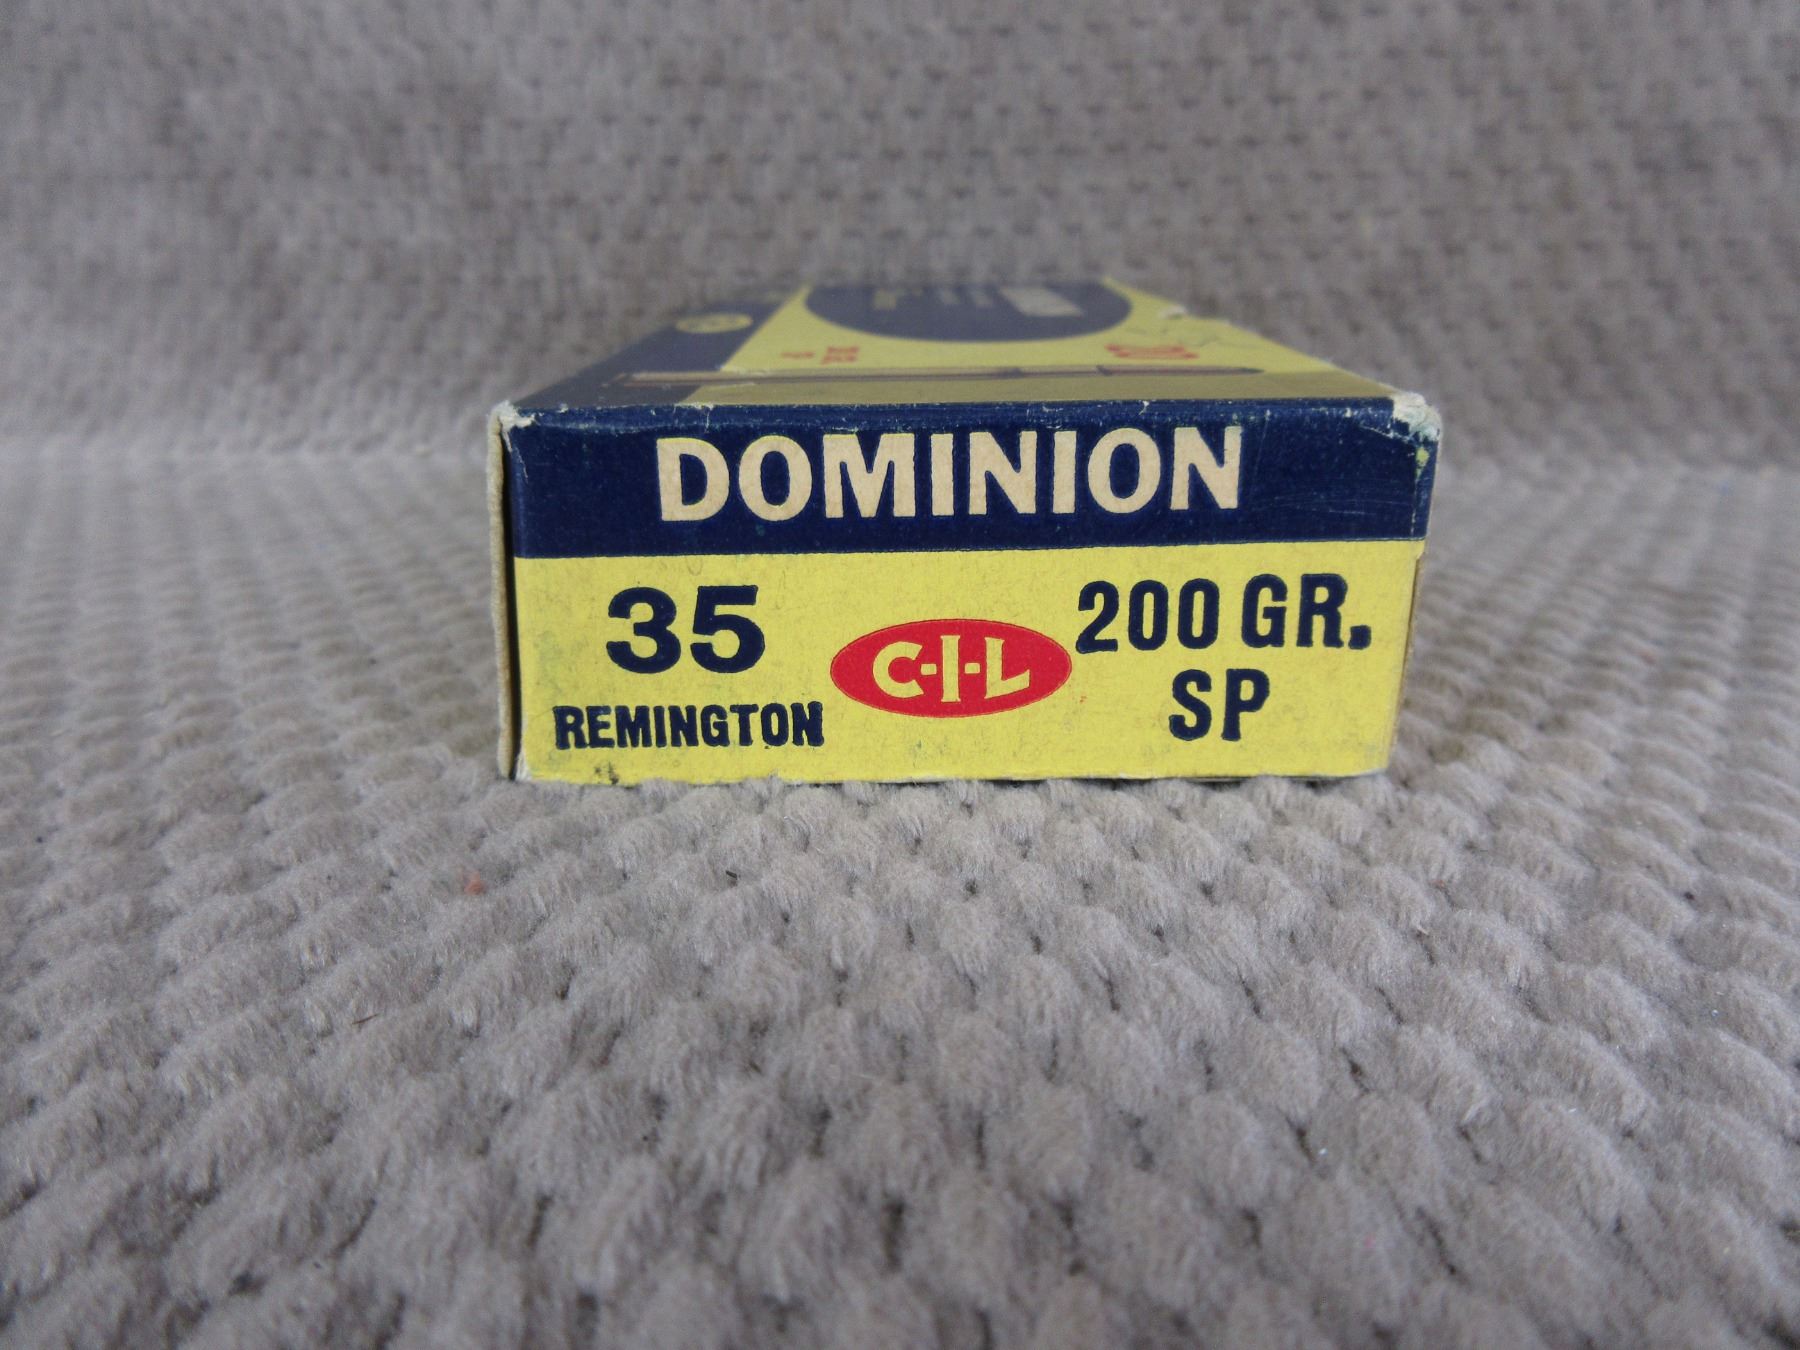 DOMINION
35
REMINGTON
C-I-L
200 GR.
SP